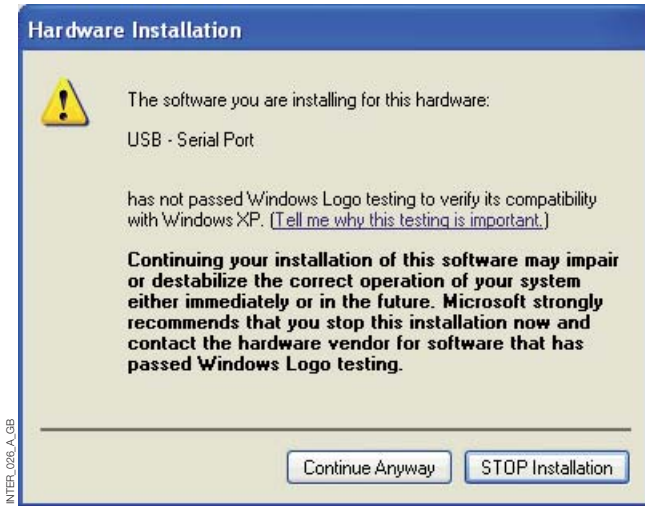 Hardware Installation
The software you are installing for this hardware:
USB - Serial Port
has not passed Windows Logo testing to verify its compatibility
with Windows XP. (Tell me why this testing is important.)
Continuing your installation of this software may impair
or destabilize the correct operation of your system
either immediately or in the future. Microsoft strongly
recommends that you stop this installation now and
contact the hardware vendor for software that has
passed Windows Logo testing.
Continue Anyway
STOP Installation
INTER_026_A_GB